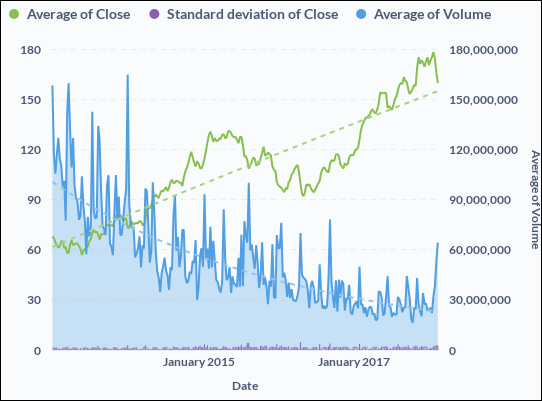 Average of Close Standard deviation of Close Average of Volume
180 180,000,000
150 150,000,000
120 120,000,000
90 90,000,000
60 60,000,000
30 30,000,000
0 0
Average of Volume
January 2015 January 2017
Date